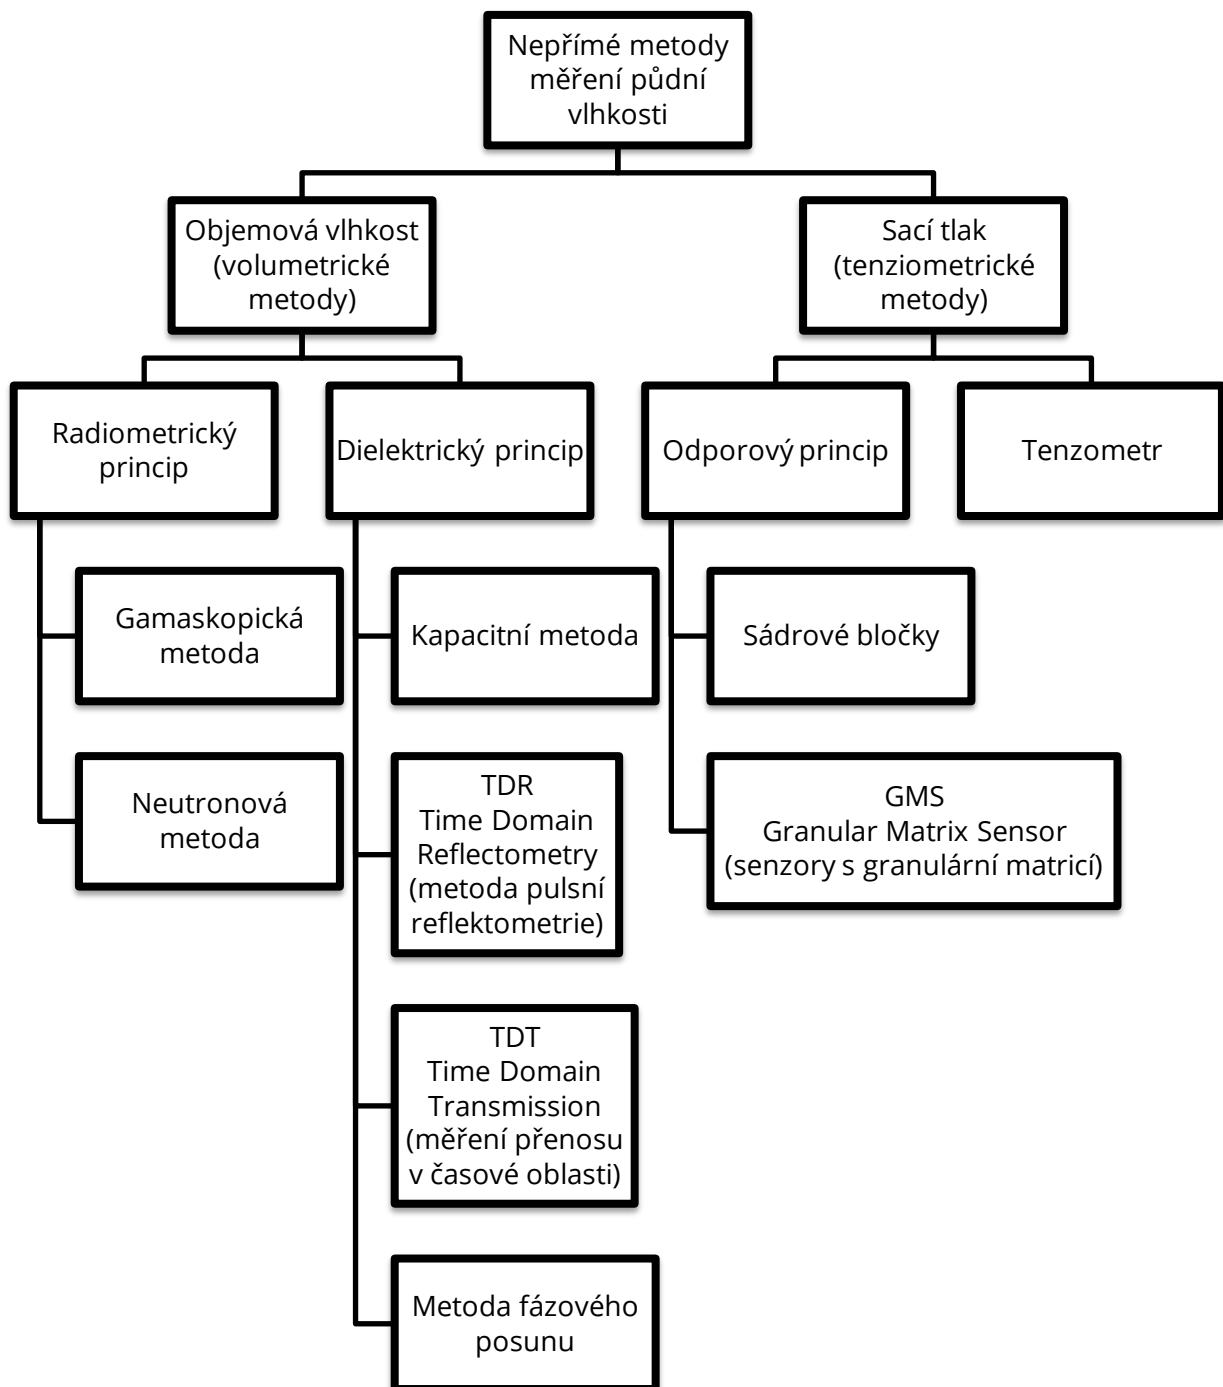 Nepřímé metody
měření půdní
vlhkosti
Objemová vlhkost
(volumetrické
metody)
Sací tlak
(tenziometrické
metody)
Radiometrický
princip
Dielektrický princip
Odporový princip
Tenzometr
Gamaskopická
metoda
Kapacitní metoda
Sádrové bločky
Neutronová
metoda
TDR
Time Domain
Reflectometry
(metoda pulsní
reflektometrie)
GMS
Granular Matrix Sensor
(senzory s granulární matricí)
TDT
Time Domain
Transmission
(měření přenosu
v časové oblasti)
Metoda fázového
posunu